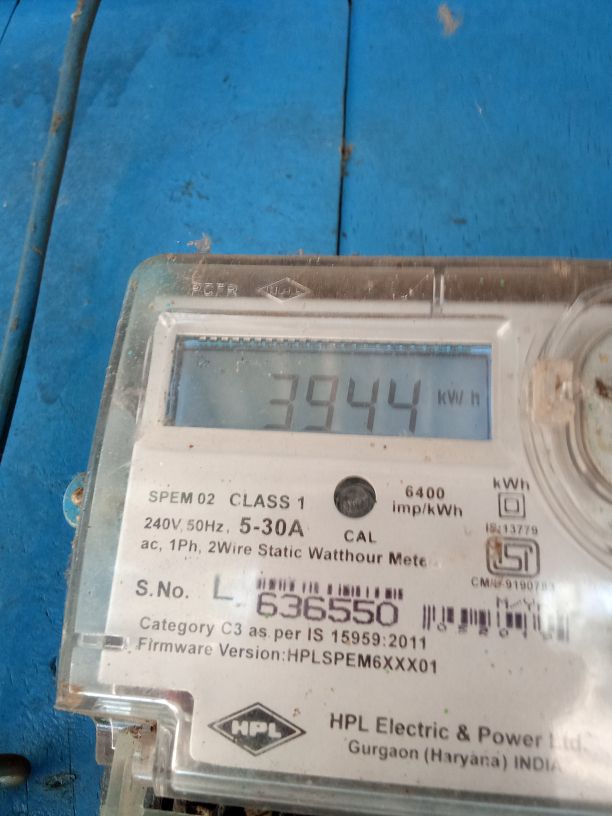 3944 kWh
SPEM 02 CLASS 1
240V, 50Hz, 5-30A
ac, 1Ph, 2Wire Static Watthour
CAL
6400
imp/kWh
kWh
IS:13779
S.No. L 636550
Category C3 as per IS 15959:2011
Firmware Version:HPLSPEM6XXX01
HPL
HPL Electric & Power Ltd.
Gurgaon (Haryana) INDIA